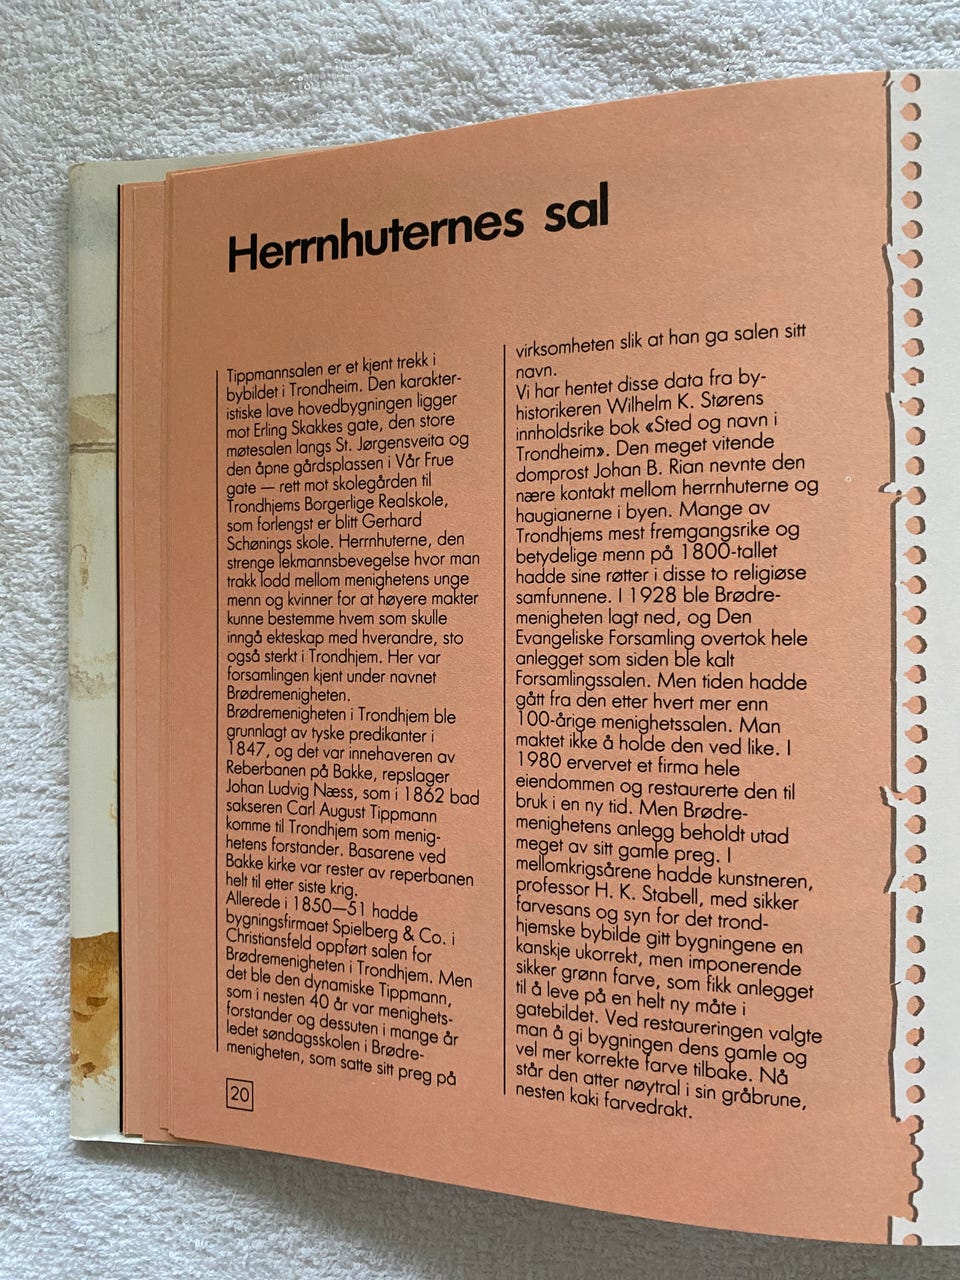 Herrnhuternes sal
Tippmannsalen er et kjent trekk i
bybildet i Trondheim. Den karakter-
istiske lave hovedbygningen ligger
mot Erling Skakkes gate, den store
møtesalen langs St. Jørgensveita og
den åpne gårdsplassen i Vår Frue
gate — rett mot skolegården til
Trondhjems Borgerlige Realskole,
som forlengst er blitt Gerhard
Schønings skole. Herrnhuterne, den
strenge lekmannsbevegelse hvor man
trakk lodd mellom menighetens unge
menn og kvinner for at høyere makter
kunne bestemme hvem som skulle
inngå ekteskap med hverandre, sto
også sterkt i Trondhjem. Her var
forsamlingen kjent under navnet
Brødremenigheten.
Brødremenigheten i Trondhjem ble
grunnlagt av tyske predikanter i
1847, og det var innehaveren av
Reberbanen på Bakke, repslager
Johan Ludvig Næss, som i 1862 bad
sakseren Carl August Tippmann
komme til Trondhjem som menig-
hetens forstander. Basarene ved
Bakke kirke var rester av reperbanen
helt til etter siste krig.
Allerede i 1850—51 hadde
bygningsfirmaet Spielberg & Co. i
Christiansfeld oppført salen for
Brødremenigheten i Trondhjem. Men
det ble den dynamiske Tippmann,
som i nesten 40 år var menighets-
forstander og dessuten i mange år
ledet søndagsskolen i Brødre-
menigheten, som satte sitt preg på
20
virksomheten slik at han ga salen sitt
navn.
Vi har hentet disse data fra by-
historikeren Wilhelm K. Størens
innholdsrike bok «Sted og navn i
Trondheim». Den meget vitende
domprost Johan B. Rian nevnte den
nære kontakt mellom herrnhuterne og
haugianerne i byen. Mange av
Trondhjems mest fremgangsrike og
betydelige menn på 1800-tallet
hadde sine røtter i disse to religiøse
samfunnene. I 1928 ble Brødre-
menigheten lagt ned, og Den
Evangeliske Forsamling overtok hele
anlegget som siden ble kalt
Forsamlingssalen. Men tiden hadde
gått fra den etter hvert mer enn
100-årige menighetssalen. Man
maktet ikke å holde den ved like. I
1980 ervervet et firma hele
eiendommen og restaurerte den til
bruk i en ny tid. Men Brødre-
menighetens anlegg beholdt utad
meget av sitt gamle preg. I
mellomkrigsårene hadde kunstneren,
professor H. K. Stabell, med sikker
farvesans og syn for det trond-
hjemske bybilde gitt bygningene en
kanskje ukorrekt, men imponerende
sikker grønn farve, som fikk anlegget
til å leve på en helt ny måte i
gatebildet. Ved restaureringen valgte
man å gi bygningen dens gamle og
vel mer korrekte farve tilbake. Nå
står den atter nøytral i sin gråbrune,
nesten kaki farvedrakt.